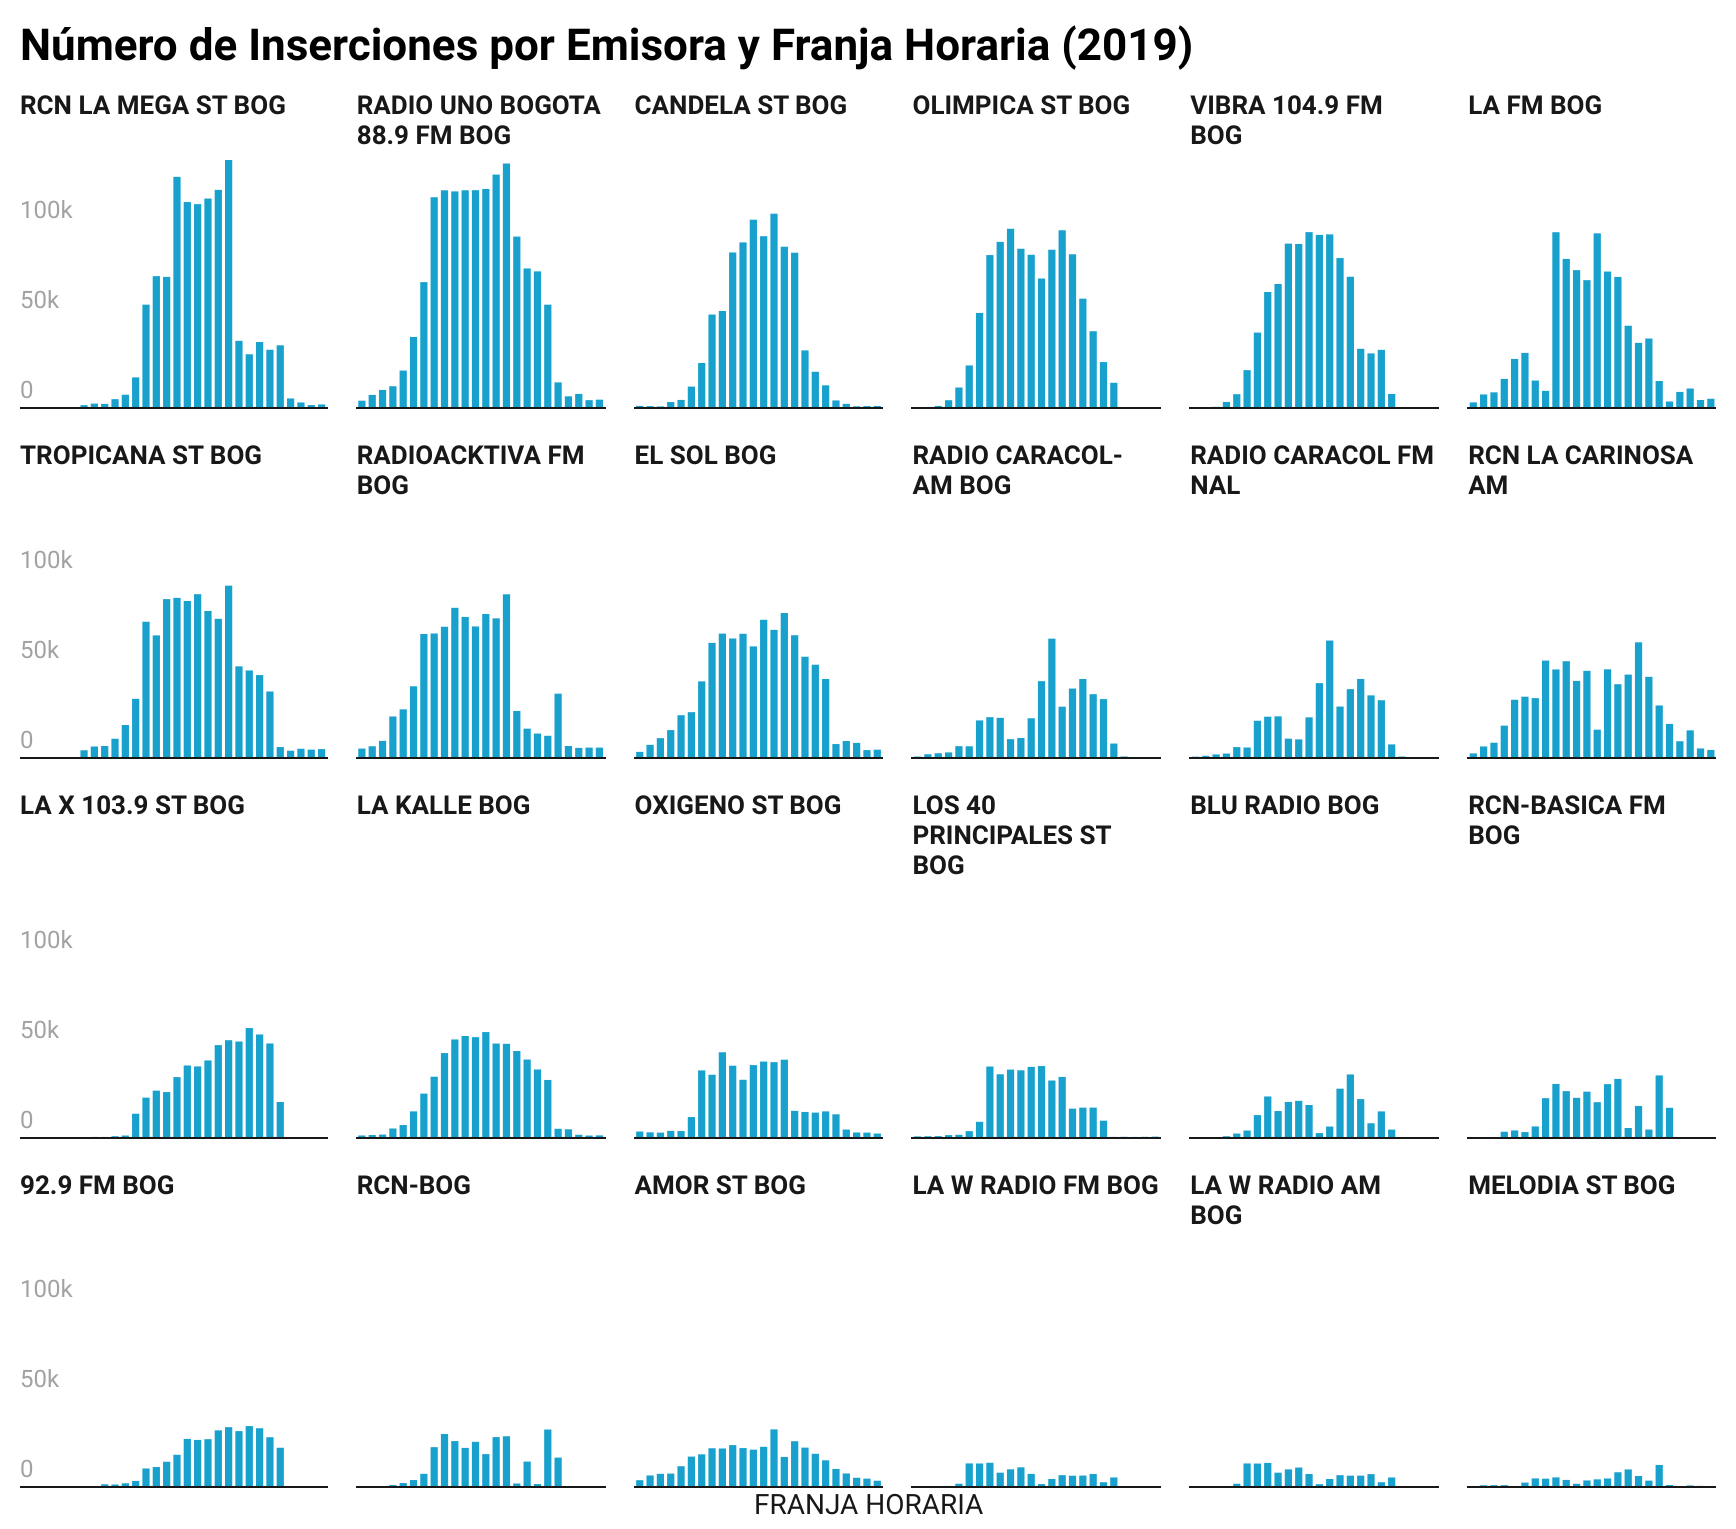 Número de Inserciones por Emisora y Franja Horaria (2019)
RCN LA MEGA ST BOG
RADIO UNO BOGOTA
88.9 FM BOG
CANDELA ST BOG
OLIMPICA ST BOG
VIBRA 104.9 FM
BOG
LA FM BOG
100k
50k
0
TROPICANA ST BOG
RADIOACKTIVA FM
BOG
EL SOL BOG
RADIO CARACOL-
AM BOG
RADIO CARACOL FM
NAL
RCN LA CARINOSA
AM
100k
50k
0
LA X 103.9 ST BOG
LA KALLE BOG
OXIGENO ST BOG
LOS 40
PRINCIPALES ST
BOG
BLU RADIO BOG
RCN-BASICA FM
BOG
100k
50k
0
92.9 FM BOG
RCN-BOG
AMOR ST BOG
LA W RADIO FM BOG
LA W RADIO AM
BOG
MELODIA ST BOG
100k
50k
0
FRANJA HORARIA